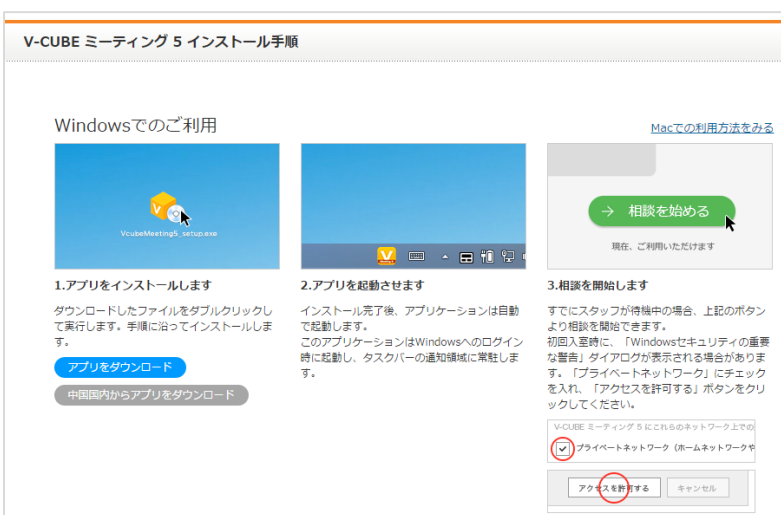 V-CUBE ミーティング 5 インストール手順
Windowsでのご利用
Macでの利用方法をみる
VcubeMeeting5_setup.exe
1.アプリをインストールします
ダウンロードしたファイルをダブルクリックし
て実行します。手順に沿ってインストールしま
す。
アプリをダウンロード
中国国内からアプリをダウンロード
2.アプリを起動させます
インストール完了後、アプリケーションは自動
で起動します。
このアプリケーションはWindowsへのログイン
時に起動し、タスクバーの通知領域に常駐しま
す。
→ 相談を始める
現在、ご利用いただけます
3.相談を開始します
すでにスタッフが待機中の場合、上記のボタン
より相談を開始できます。
初回入室時に、「Windowsセキュリティの重要
な警告」ダイアログが表示される場合がありま
す。「プライベートネットワーク」にチェック
を入れ、「アクセスを許可する」ボタンをクリ
ックしてください。
V-CUBE ミーティング 5 にこれらのネットワーク上での
プライベートネットワーク（ホームネットワークや
アクセスを許可する
キャンセル